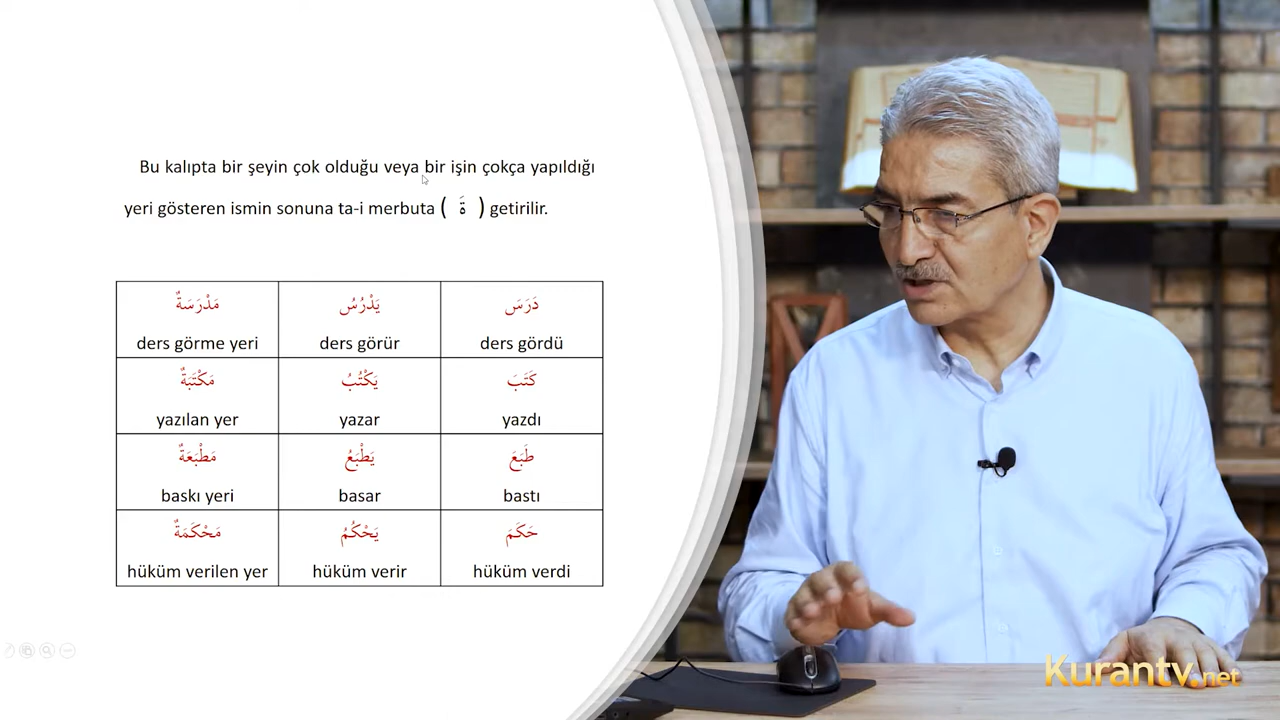 Bu kalıpta bir şeyin çok olduğu veya bir işin çokça yapıldığı
yeri gösteren ismin sonuna ta-i merbuta ( ةَ ) getirilir.
مَدْرَسَةٌ يَدْرُسُ دَرَسَ
ders görme yeri ders görür ders gördü
مَكْتَبَةٌ يَكْتُبُ كَتَبَ
yazılan yer yazar yazdı
مَطْبَعَةٌ يَطْبَعُ طَبَعَ
baskı yeri basar bastı
مَحْكَمَةٌ يَحْكُمُ حَكَمَ
hüküm verilen yer hüküm verir hüküm verdi
Kurantv.net